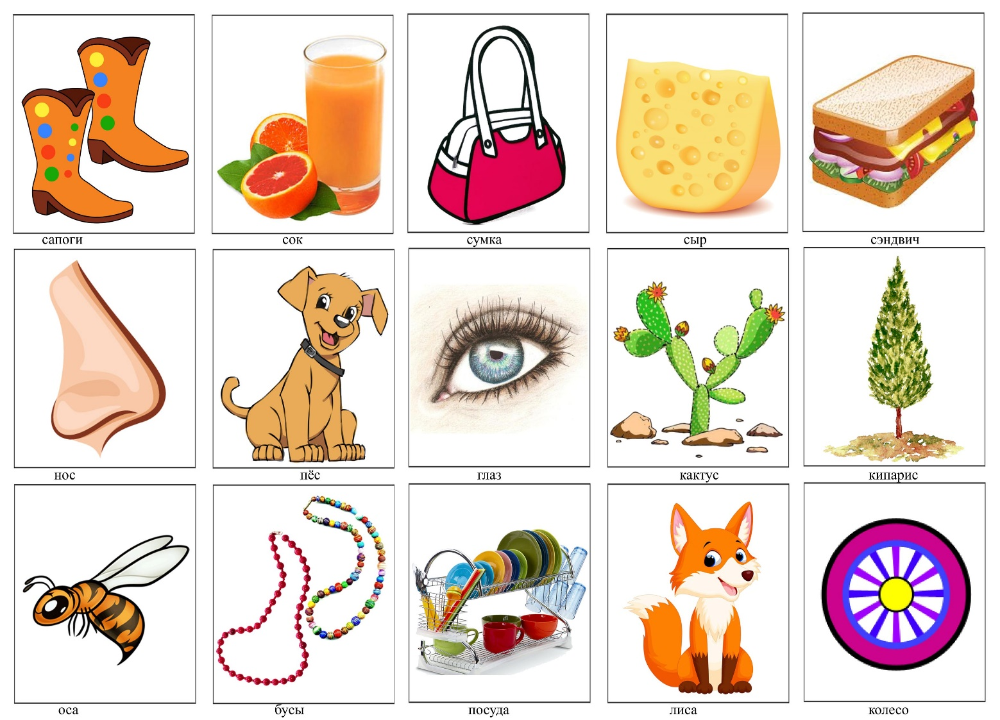 сапоги
сок
сумка
сыр
сэндвич
нос
пёс
глаз
кактус
кипарис
оса
бусы
посуда
лиса
колесо